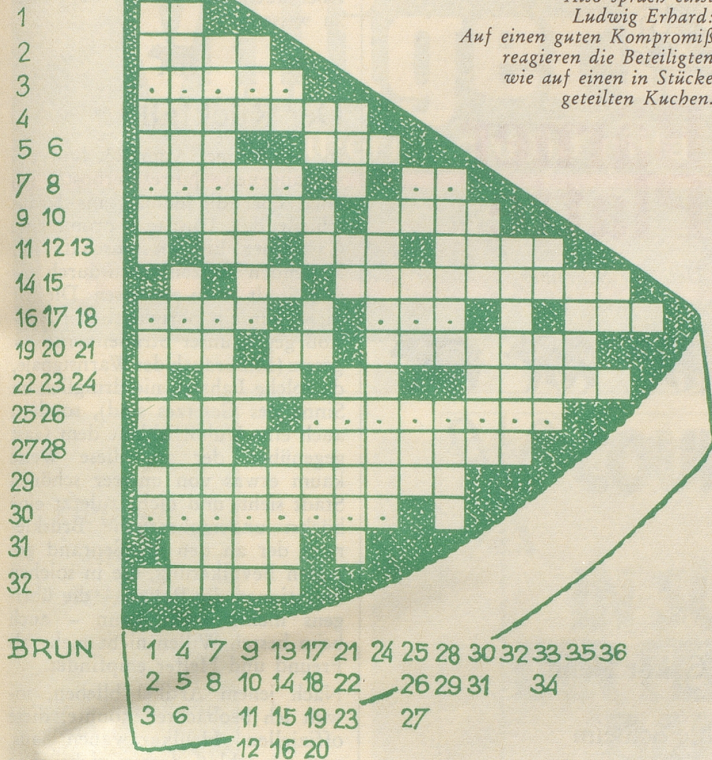 Ludwig Erhard:
Auf einen guten Kompromiß
reagieren die Beteiligten
wie auf einen in Stücke
geteilten Kuchen.
1
2
3
4
5 6
7 8
9 10
11 12 13
14 15
16 17 18
19 20 21
22 23 24
25 26
27 28
29
30
31
32
BRUN 1 4 7 9 13 17 21 24 25 28 30 32 33 35 36
2 5 8 10 14 18 22 26 29 31 34
3 6 11 15 19 23 27
12 16 20